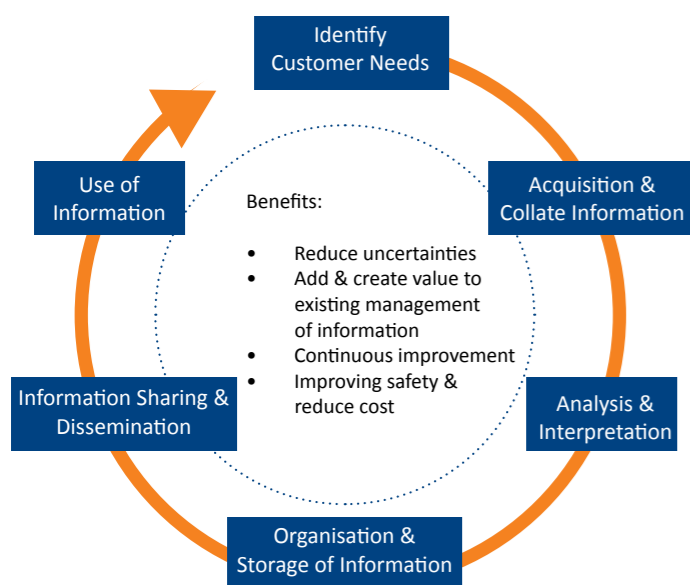 Identify
Customer Needs
Acquisition &
Collate Information
Analysis &
Interpretation
Organisation &
Storage of Information
Information Sharing &
Dissemination
Use of
Information
Benefits:
• Reduce uncertainties
• Add & create value to
existing management
of information
• Continuous improvement
• Improving safety &
reduce cost